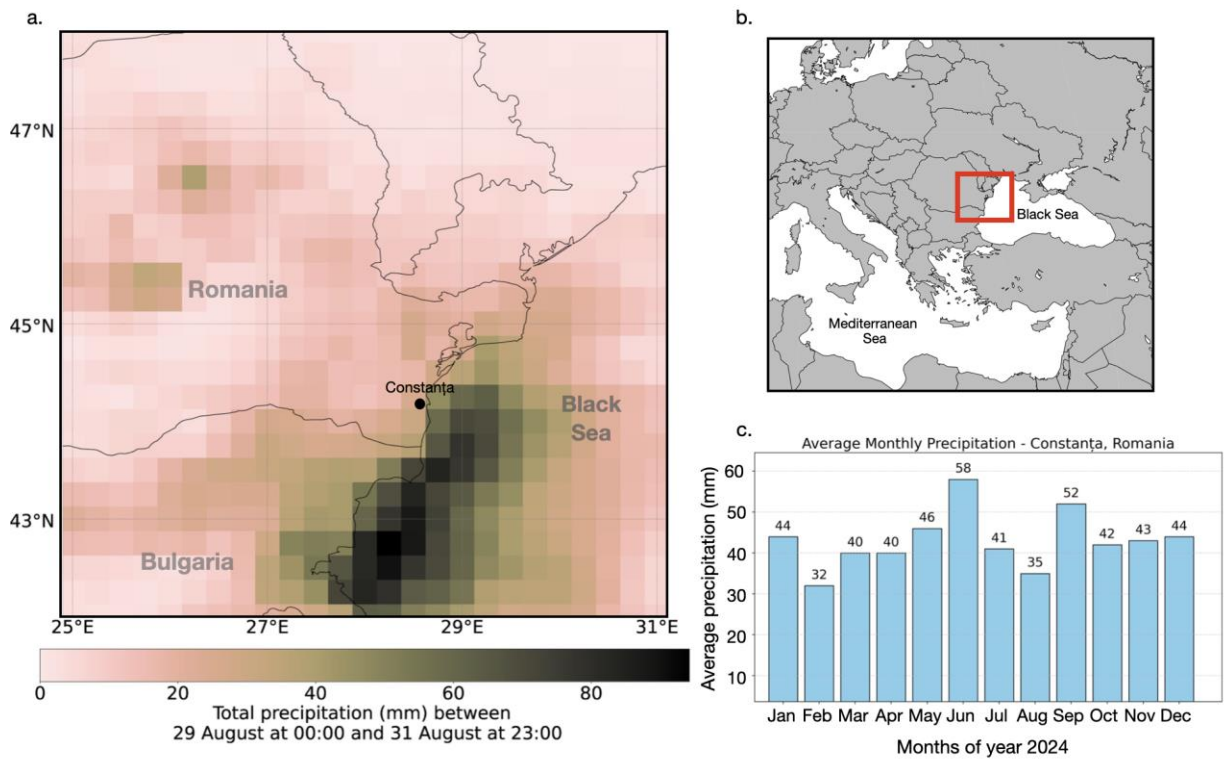 a.
47°N
45°N
43°N
25°E 27°E 29°E 31°E
Romania
Constanța
Black
Sea
Bulgaria
0 20 40 60 80
Total precipitation (mm) between
29 August at 00:00 and 31 August at 23:00
b.
Black Sea
Mediterranean
Sea
c.
Average Monthly Precipitation - Constanța, Romania
Average precipitation (mm)
60
50
40
30
20
10
44 32 40 40 46 58 41 35 52 42 43 44
Jan Feb Mar Apr May Jun Jul Aug Sep Oct Nov Dec
Months of year 2024